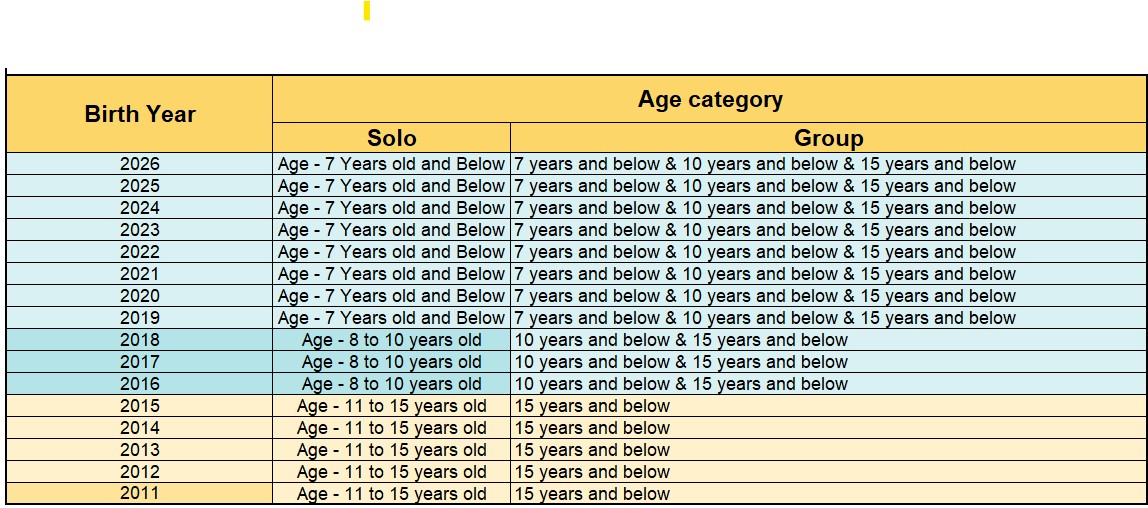 Birth Year Age category
Solo Group
2026 Age - 7 Years old and Below 7 years and below & 10 years and below & 15 years and below
2025 Age - 7 Years old and Below 7 years and below & 10 years and below & 15 years and below
2024 Age - 7 Years old and Below 7 years and below & 10 years and below & 15 years and below
2023 Age - 7 Years old and Below 7 years and below & 10 years and below & 15 years and below
2022 Age - 7 Years old and Below 7 years and below & 10 years and below & 15 years and below
2021 Age - 7 Years old and Below 7 years and below & 10 years and below & 15 years and below
2020 Age - 7 Years old and Below 7 years and below & 10 years and below & 15 years and below
2019 Age - 7 Years old and Below 7 years and below & 10 years and below & 15 years and below
2018 Age - 8 to 10 years old 10 years and below & 15 years and below
2017 Age - 8 to 10 years old 10 years and below & 15 years and below
2016 Age - 8 to 10 years old 10 years and below & 15 years and below
2015 Age - 11 to 15 years old 15 years and below
2014 Age - 11 to 15 years old 15 years and below
2013 Age - 11 to 15 years old 15 years and below
2012 Age - 11 to 15 years old 15 years and below
2011 Age - 11 to 15 years old 15 years and below